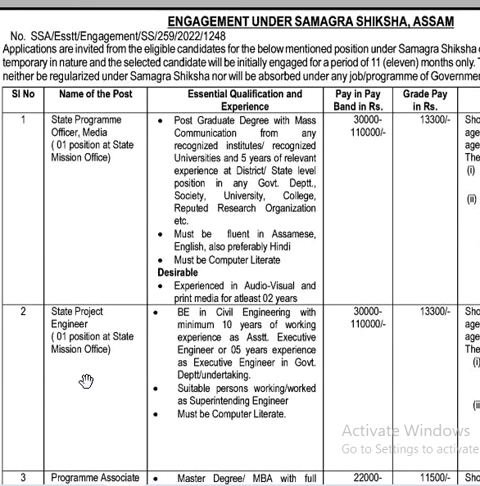 ENGAGEMENT UNDER SAMAGRA SHIKSHA, ASSAM
No. SSA/Esstt/Engagement/SS/259/2022/1248
Applications are invited from the eligible candidates for the below mentioned position under Samagra Shiksha
temporary in nature and the selected candidate will be initially engaged for a period of 11 (eleven) months only.
neither be regularized under Samagra Shiksha nor will be absorbed under any job/programme of
Sl No
Name of the Post
Essential Qualification and
Experience
Pay in Pay
Band in Rs.
Grade Pay
in Rs.
1
State Programme
Officer, Media
( 01 position at State
Mission Office)
• Post Graduate Degree with Mass
Communication from any
recognized institutes/ recognized
Universities and 5 years of relevant
experience at District/ State level
position in any Govt. Deptt.,
Society, University, College,
Reputed Research Organization
etc.
• Must be fluent in Assamese,
English, also preferably Hindi
• Must be Computer Literate
Desirable
• Experienced in Audio-Visual and
print media for atleast 02 years
30000-
110000/-
13300/-
(i)
(ii)
2
State Project
Engineer
( 01 position at State
Mission Office)
• BE in Civil Engineering with
minimum 10 years of working
experience as Asstt. Executive
Engineer or 05 years experience
as Executive Engineer in Govt.
Deptt/undertaking.
• Suitable persons working/worked
as Superintending Engineer
• Must be Computer Literate.
30000-
110000/-
13300/-
(i)
Activate Windows
Go to Settings to activate
3
Programme Associate
• Master Degree/ MBA with full
22000-
11500/-